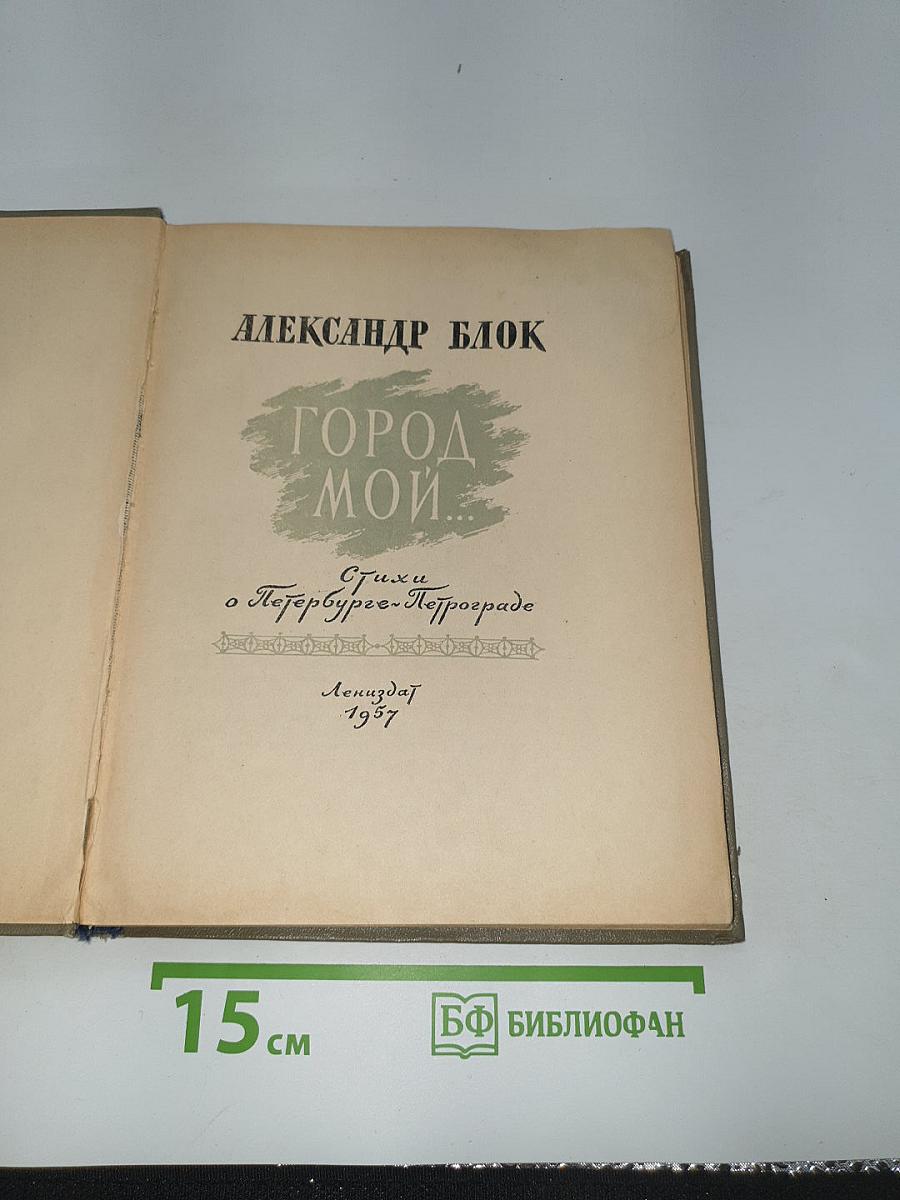 АЛЕКСАНДР БЛОК
ГОРОД
МОЙ...
Стихи
о Петербурге-Петрограде
Лениздат
1957
15 см
БФ БИБЛИОФАН